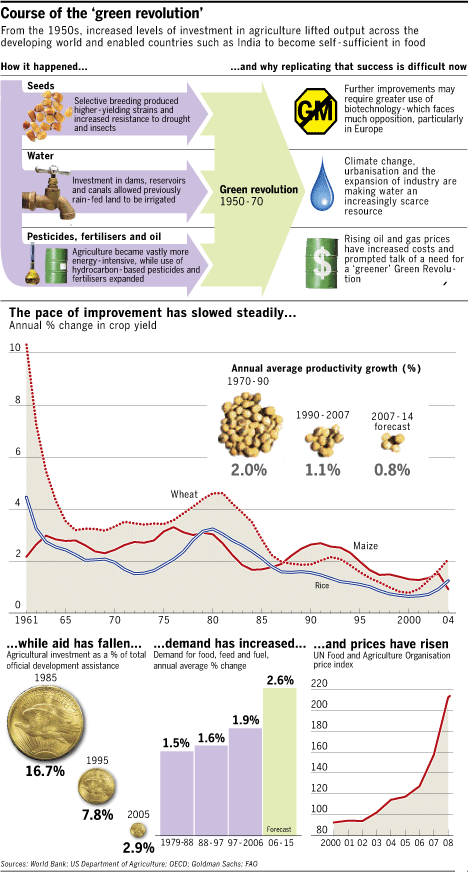 Course of the ‘green revolution’
From the 1950s, increased levels of investment in agriculture lifted output across the
developing world and enabled countries such as India to become self-sufficient in food
How it happened...
...and why replicating that success is difficult now
Seeds
Selective breeding produced
higher-yielding strains and
increased resistance to drought
and insects
Water
Investment in dams, reservoirs
and canals allowed previously
rain-fed land to be irrigated
Pesticides, fertilisers and oil
Agriculture became vastly more
energy-intensive, while use of
hydrocarbon-based pesticides and
fertilisers expanded
Green revolution
1950-70
GM
Further improvements may
require greater use of
biotechnology-which faces
much opposition, particularly
in Europe
Climate change,
urbanisation and the
expansion of industry are
making water an
increasingly scarce
resource
$
Rising oil and gas prices
have increased costs and
prompted talk of a need for
a ‘greener’ Green Revolu-
tion
The pace of improvement has slowed steadily...
Annual % change in crop yield
10
8
6
4
2
0
Annual average productivity growth (%)
1970-90
2.0%
1990-2007
1.1%
2007-14
forecast
0.8%
Wheat
Maize
Rice
1961 65 70 75 80 85 90 95 2000 04
...while aid has fallen...
Agricultural investment as a % of total
official development assistance
1985
16.7%
1995
7.8%
2005
2.9%
...demand has increased...
Demand for food, feed and fuel,
annual average % change
1.5% 1.6% 1.9% 2.6%
Forecast
1979-88 88-97 97-2006 06-15
...and prices have risen
UN Food and Agriculture Organisation
price index
220
200
180
160
140
120
100
80
2000 01 02 03 04 05 06 07 08
Sources: World Bank: US Department of Agriculture: OECD: Goldman Sachs: FAO